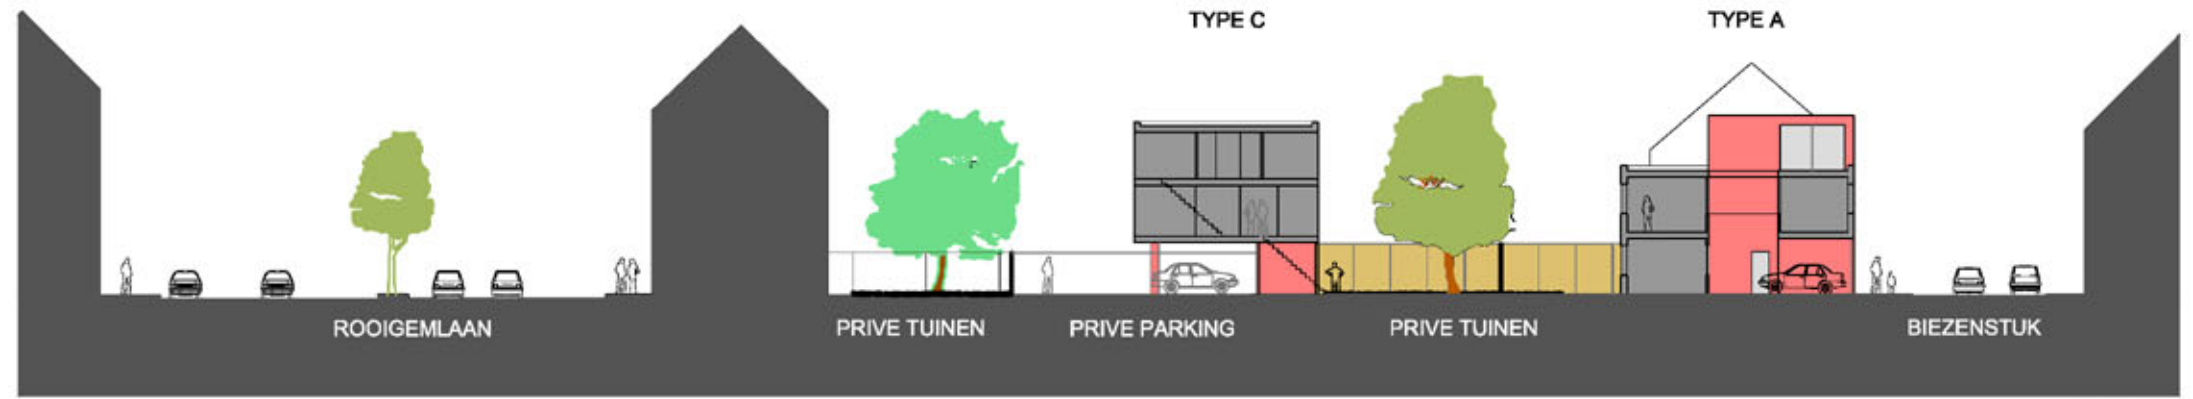 TYPE C
TYPE A
ROOIGEMLAAN
PRIVE TUINEN
PRIVE PARKING
PRIVE TUINEN
BIEZENSTUK